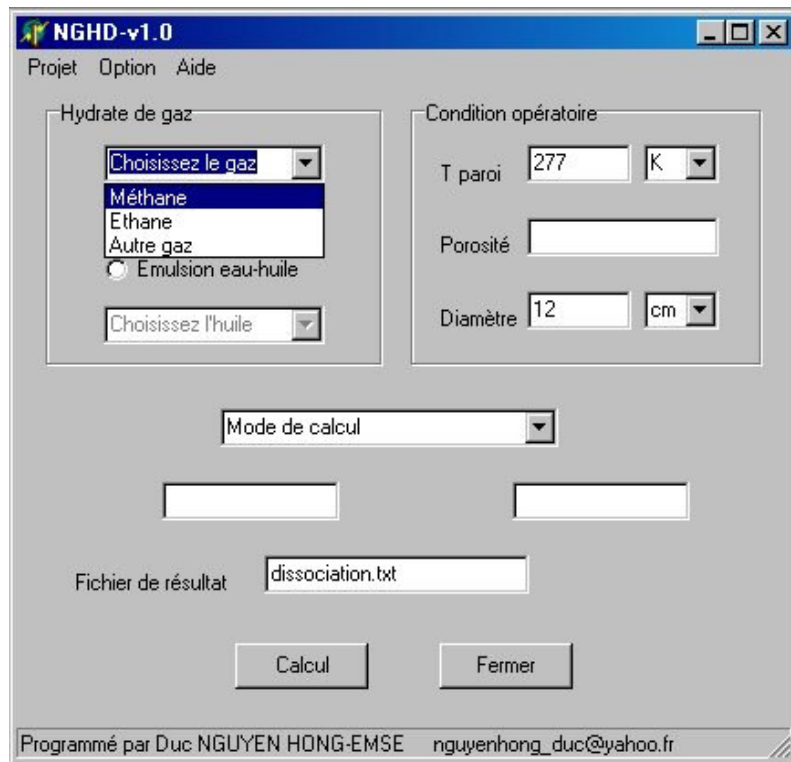 NGHD-v1.0
Projet Option Aide
Hydrate de gaz
Choisissez le gaz
Méthane
Ethane
Autre gaz
Emulsion eau-huile
Choisissez l'huile
Condition opératoire
T paroi 277 K
Porosité
Diamètre 12 cm
Mode de calcul
Fichier de résultat dissociation.txt
Calcul Fermer
Programmé par Duc NGUYEN HONG-EMSE nguyenhong_duc@yahoo.fr